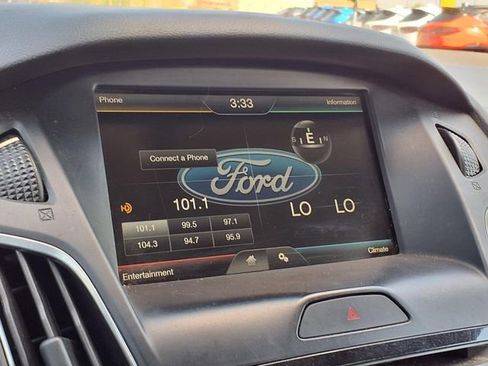 Phone 3:33 Information
S E N
Connect a Phone
Ford
101.1 LO LO
101.1 99.5 97.1
104.3 94.7 95.9
Entertainment Climate